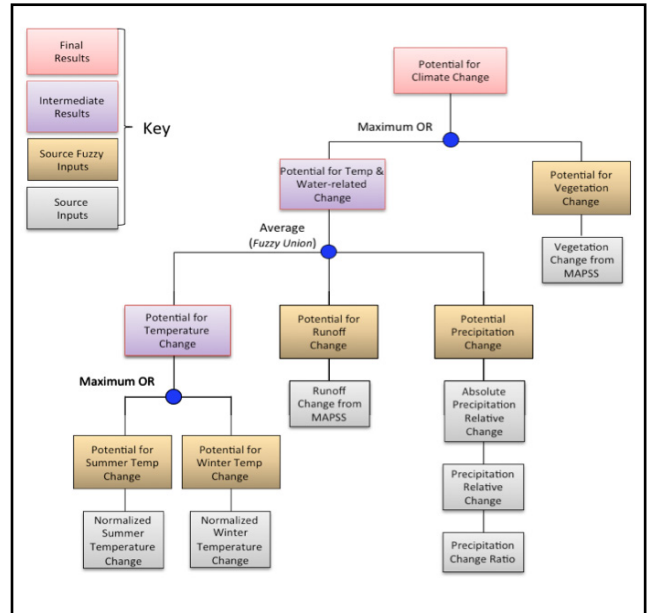 Final
Results
Intermediate
Results
Source Fuzzy
Inputs
Source
Inputs
Key
Potential for
Climate Change
Maximum OR
Potential for Temp &
Water-related
Change
Potential for
Vegetation
Change
Vegetation
Change from
MAPSS
Average
(Fuzzy Union)
Potential for
Temperature
Change
Potential for
Runoff
Change
Potential
Precipitation
Change
Maximum OR
Runoff
Change from
MAPSS
Absolute
Precipitation
Relative
Change
Potential for
Summer Temp
Change
Potential for
Winter Temp
Change
Precipitation
Relative
Change
Normalized
Summer
Temperature
Change
Normalized
Winter
Temperature
Change
Precipitation
Change Ratio